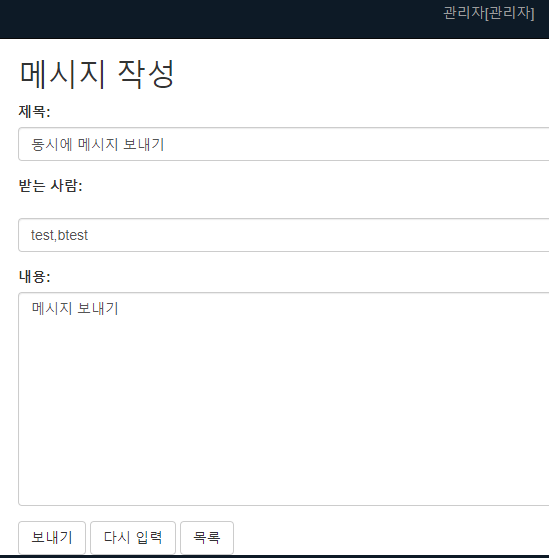 관리자[관리자]
메시지 작성
제목:
동시에 메시지 보내기
받는 사람:
test,btest
내용:
메시지 보내기
보내기 다시 입력 목록